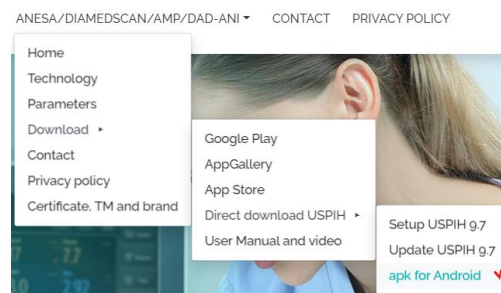 ANESA/DIAMEDSCAN/AMP/DAD-ANI CONTACT PRIVACY POLICY
Home
Technology
Parameters
Download
Contact
Privacy policy
Certificate, TM and brand
Google Play
AppGallery
App Store
Direct download USPIH
User Manual and video
Setup USPIH 9.7
Update USPIH 9.7
apk for Android